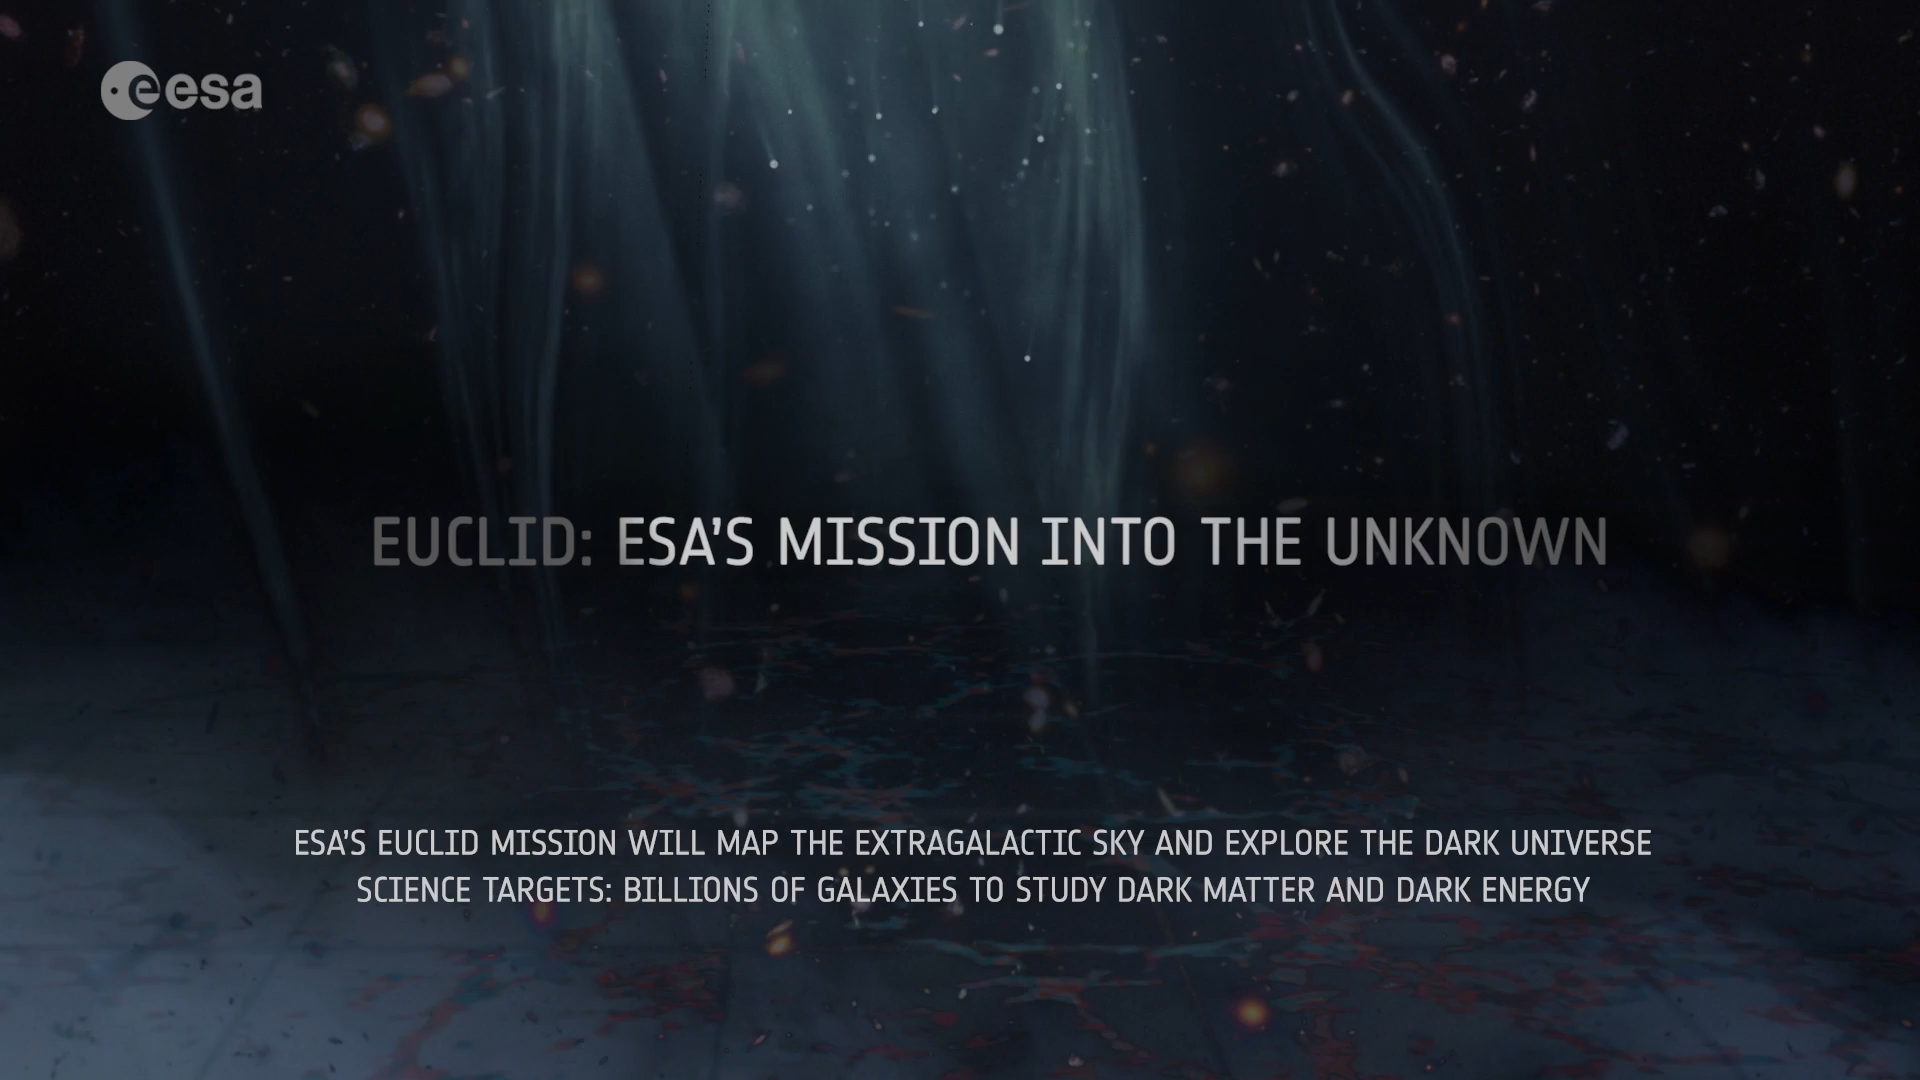 esa
EUCLID: ESA'S MISSION INTO THE UNKNOWN
ESA'S EUCLID MISSION WILL MAP THE EXTRAGALACTIC SKY AND EXPLORE THE DARK UNIVERSE
SCIENCE TARGETS: BILLIONS OF GALAXIES TO STUDY DARK MATTER AND DARK ENERGY